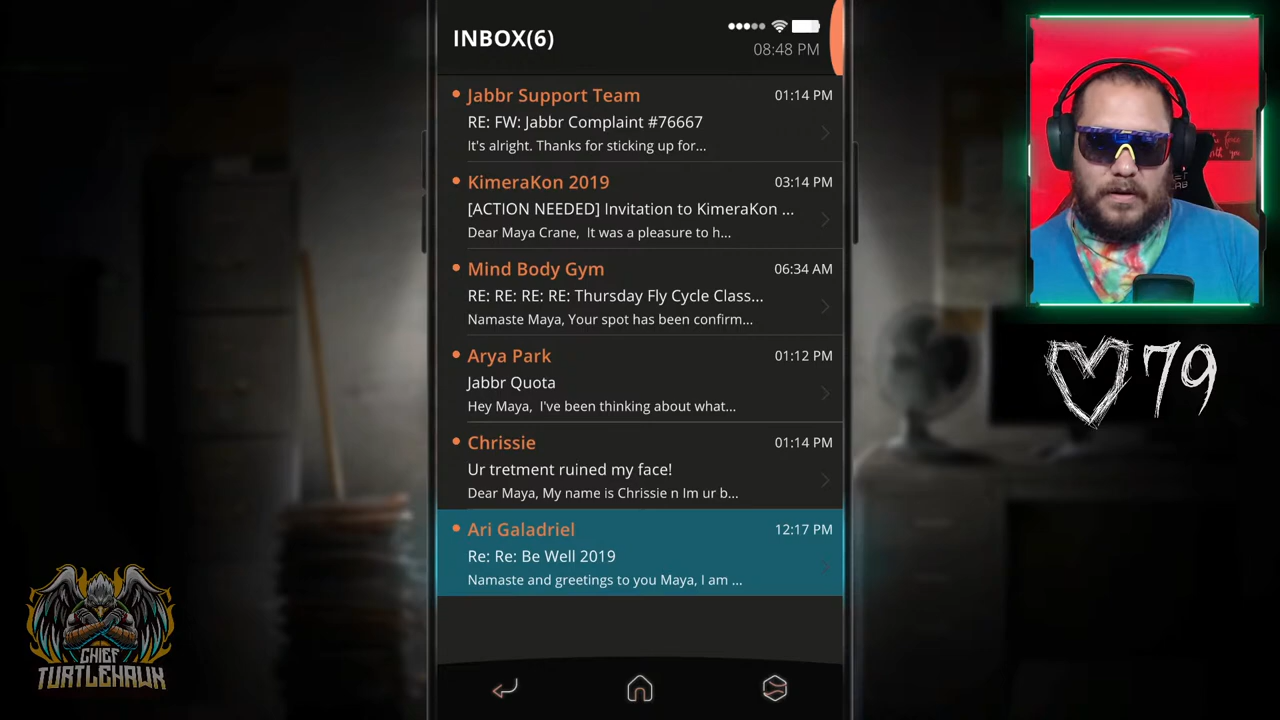 INBOX(6)
08:48 PM
Jabbr Support Team
01:14 PM
RE: FW: Jabbr Complaint #76667
It's alright. Thanks for sticking up for...
KimeraKon 2019
03:14 PM
[ACTION NEEDED] Invitation to KimeraKon ...
Dear Maya Crane, It was a pleasure to h...
Mind Body Gym
06:34 AM
RE: RE: RE: RE: Thursday Fly Cycle Class...
Namaste Maya, Your spot has been confirm...
Arya Park
01:12 PM
Jabbr Quota
Hey Maya, I've been thinking about what...
Chrissie
01:14 PM
Ur tretment ruined my face!
Dear Maya, My name is Chrissie n Im ur b...
Ari Galadriel
12:17 PM
Re: Re: Be Well 2019
Namaste and greetings to you Maya, I am ...
79
CHIEF
TURTLEHAWK